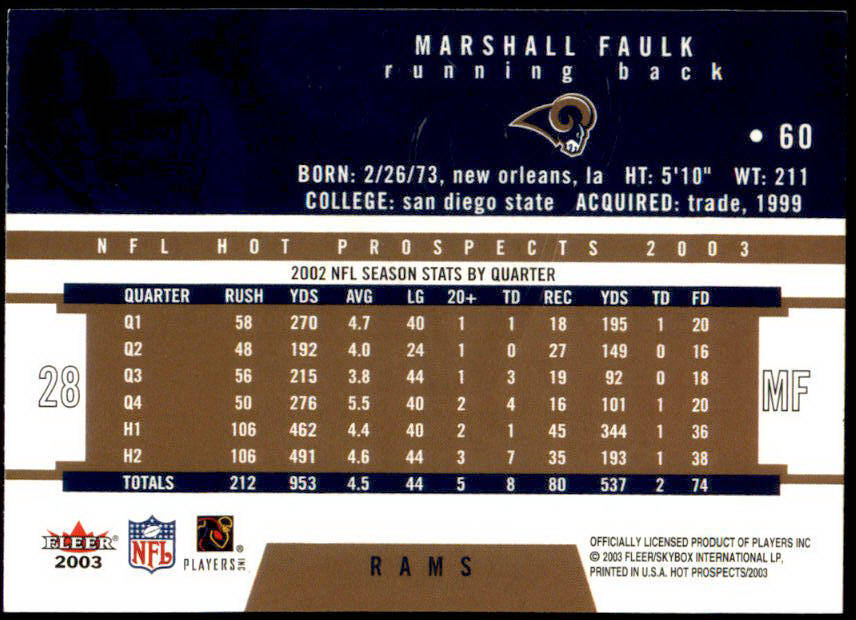 MARSHALL FAULK
running back
• 60
BORN: 2/26/73, new orleans, la HT: 5'10" WT: 211
COLLEGE: san diego state ACQUIRED: trade, 1999
NFL HOT PROSPECTS 2003
2002 NFL SEASON STATS BY QUARTER
QUARTER RUSH YDS AVG LG 20+ TD REC YDS TD FD
Q1 58 270 4.7 40 1 1 18 195 1 20
Q2 48 192 4.0 24 1 0 27 149 0 16
Q3 56 215 3.8 44 1 3 19 92 0 18
Q4 50 276 5.5 40 2 4 16 101 1 20
H1 106 462 4.4 40 2 1 45 344 1 36
H2 106 491 4.6 44 3 7 35 193 1 38
TOTALS 212 953 4.5 44 5 8 80 537 2 74
28
MF
FLEER®
2003
NFL
PLAYERS INC®
RAMS
OFFICIALLY LICENSED PRODUCT OF PLAYERS INC
© 2003 FLEER/SKYBOX INTERNATIONAL LP,
PRINTED IN U.S.A. HOT PROSPECTS/2003